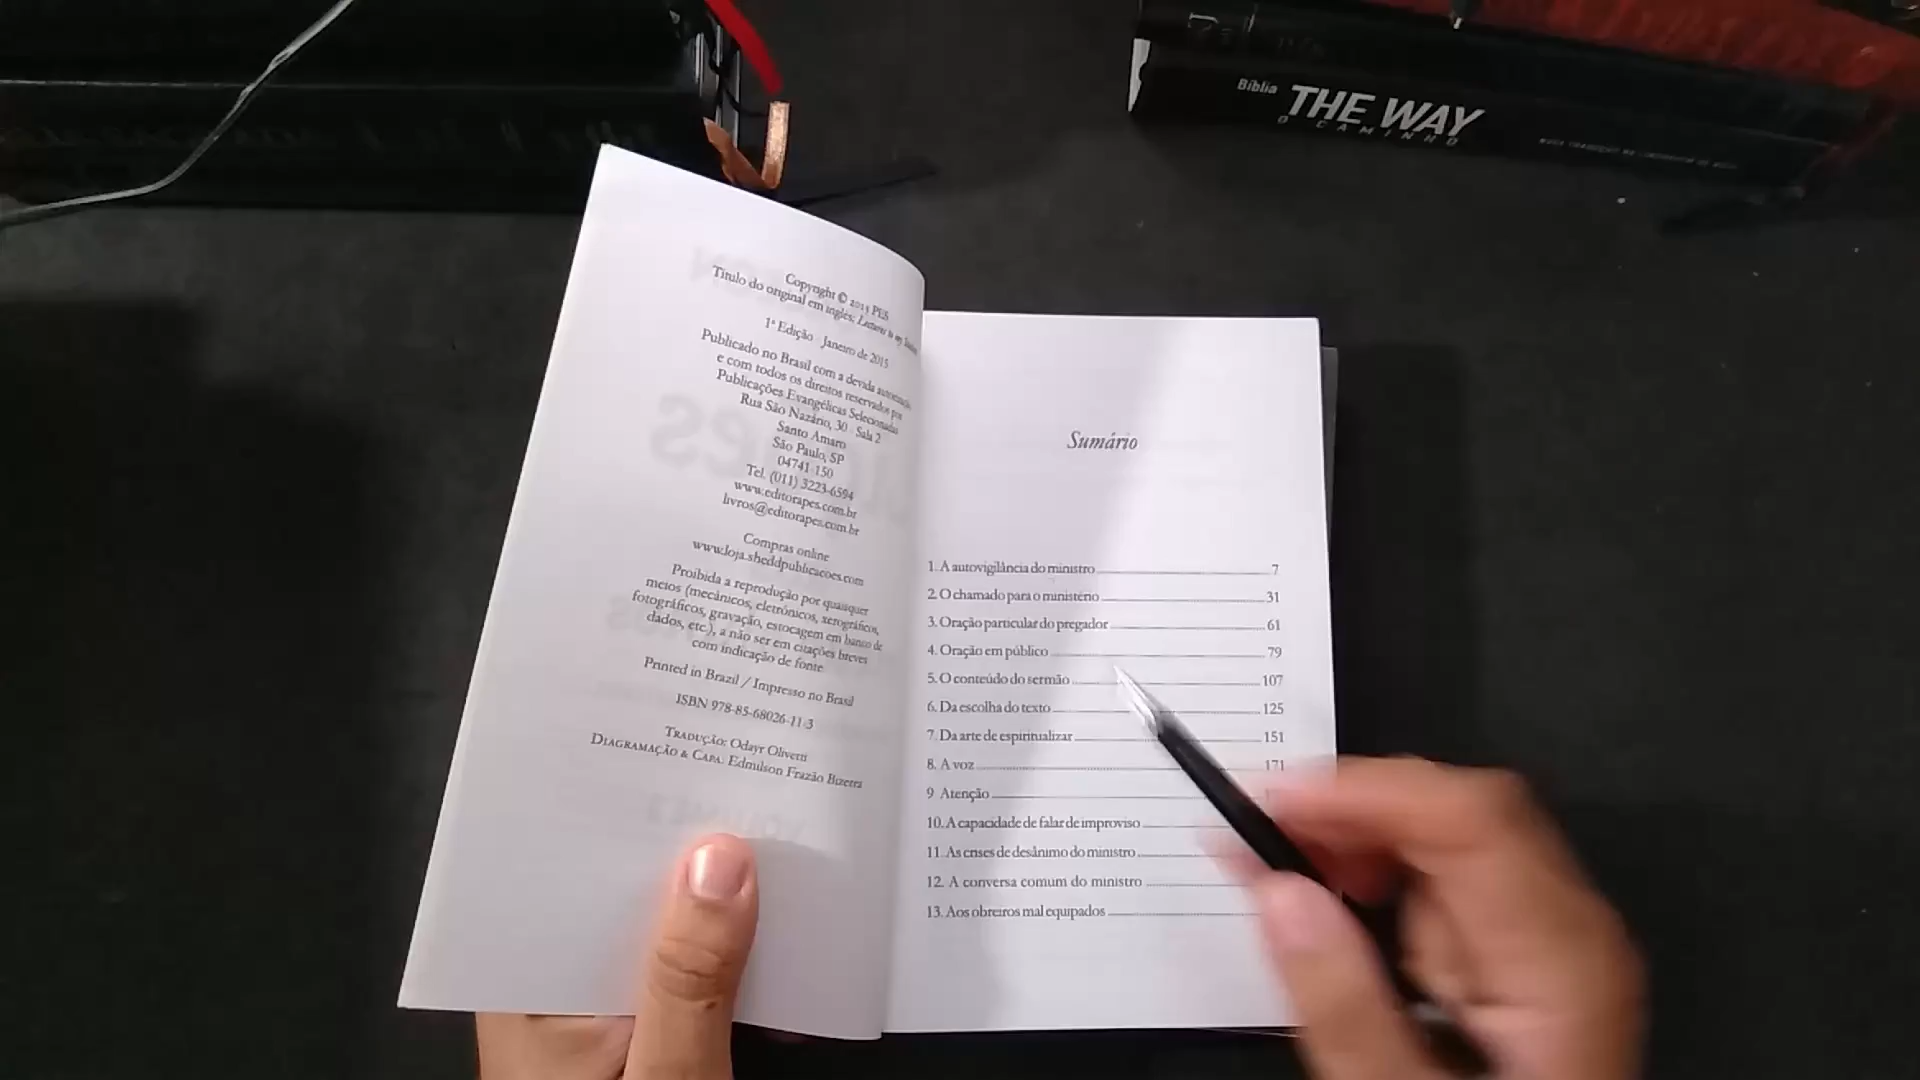 Bíblia
THE WAY
O CAMINHO
Copyright © 2015 PES
Título do original em inglês: Lectures to my
1ª Edição - Janeiro de 2015
Publicado no Brasil com a devida autorização
e com todos os direitos reservados por
Publicações Evangélicas Selecionadas
Rua São Nazário, 30 - Sala 2
Santo Amaro
São Paulo, SP
04741-150
Tel. (011) 3223-6594
www.editorapes.com.br
livros@editorapes.com.br
Compras online
www.loja.sheddpublicacoes.com
Proibida a reprodução por quaisquer
meios (mecânicos, eletrônicos, xerográficos,
fotográficos, gravação, estocagem em banco de
dados, etc.), a não ser em citações breves
com indicação de fonte
Printed in Brazil / Impresso no Brasil
ISBN 978-85-68026-11-3
Tradução: Odayr Olivetti
Diagramação & Capa: Edmilson Frazão Bizerra
Sumário
1. A autovigilância do ministro 7
2. O chamado para o ministério 31
3. Oração particular do pregador 61
4. Oração em público 79
5. O conteúdo do sermão 107
6. Da escolha do texto 125
7. Da arte de espiritualizar 151
8. A voz 171
9 Atenção
10. A capacidade de falar de improviso
11. As crises de desânimo do ministro
12. A conversa comum do ministro
13. Aos obreiros mal equipados